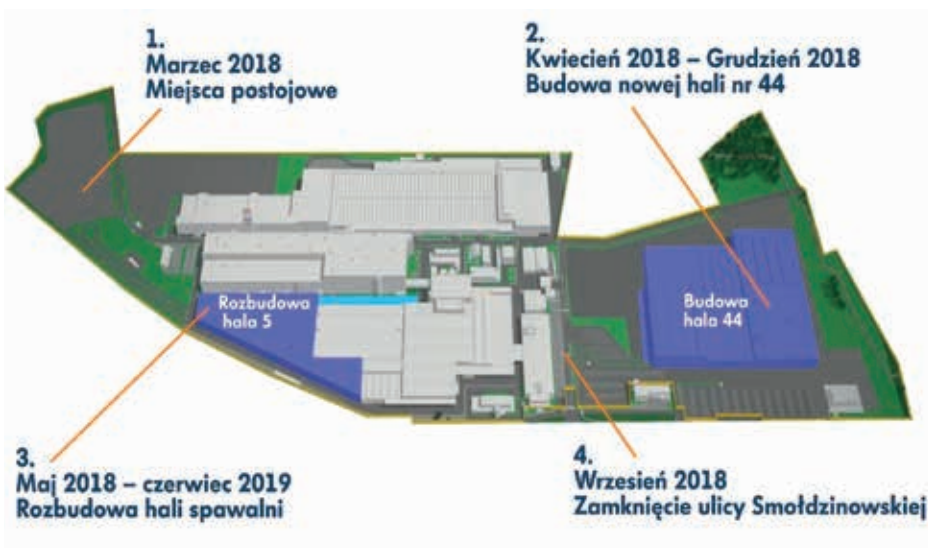 1.
Marzec 2018
Miejsca postojowe
2.
Kwiecień 2018 – Grudzień 2018
Budowa nowej hali nr 44
Rozbudowa
hala 5
Budowa
hala 44
3.
Maj 2018 – czerwiec 2019
Rozbudowa hali spawalni
4.
Wrzesień 2018
Zamknięcie ulicy Smołdzinowskiej